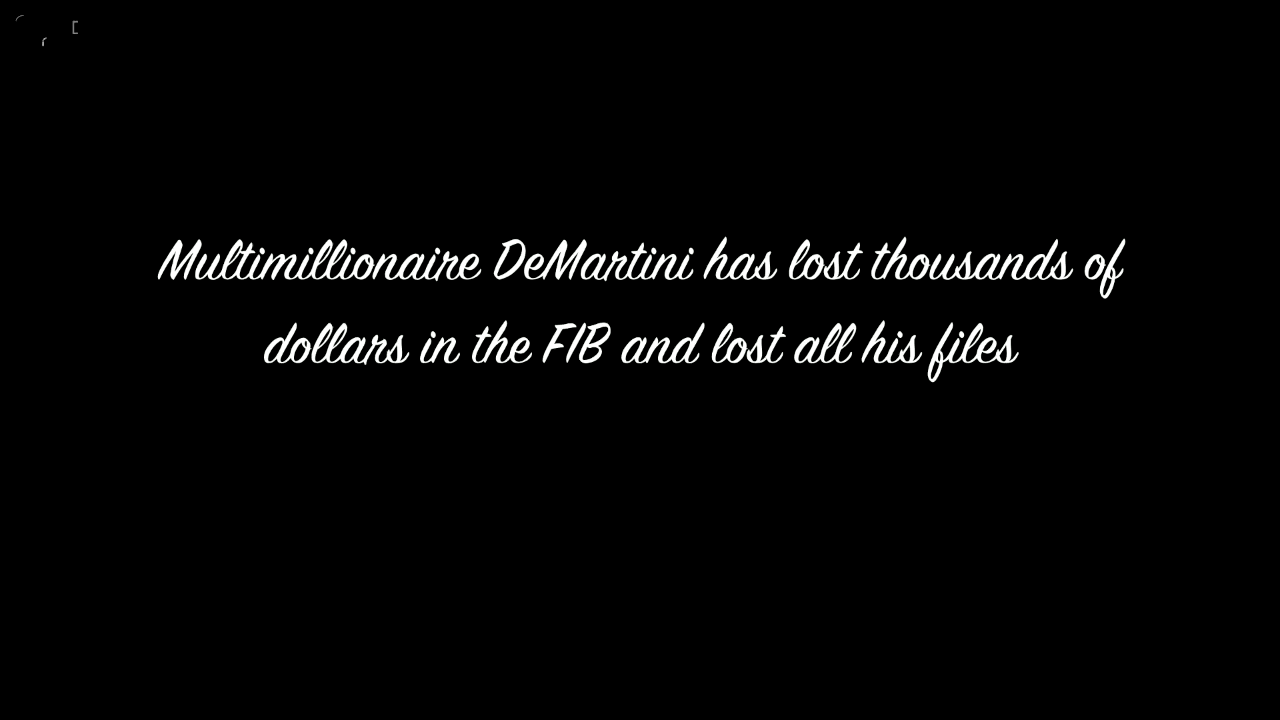 Multimillionaire DeMartini has lost thousands of
dollars in the FIB and lost all his files